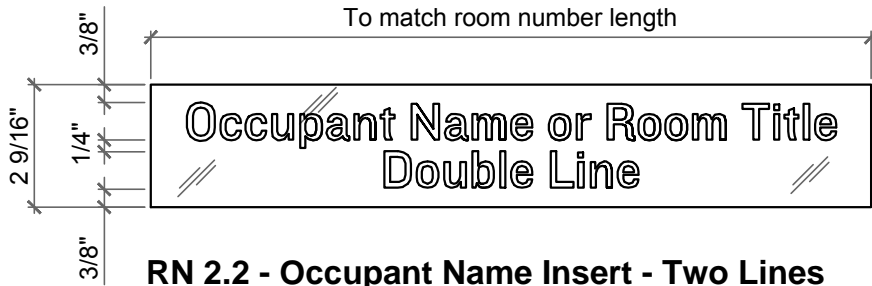 To match room number length
3/8"
2 9/16"
1/4"
Occupant Name or Room Title
Double Line
3/8"
RN 2.2 - Occupant Name Insert - Two Lines